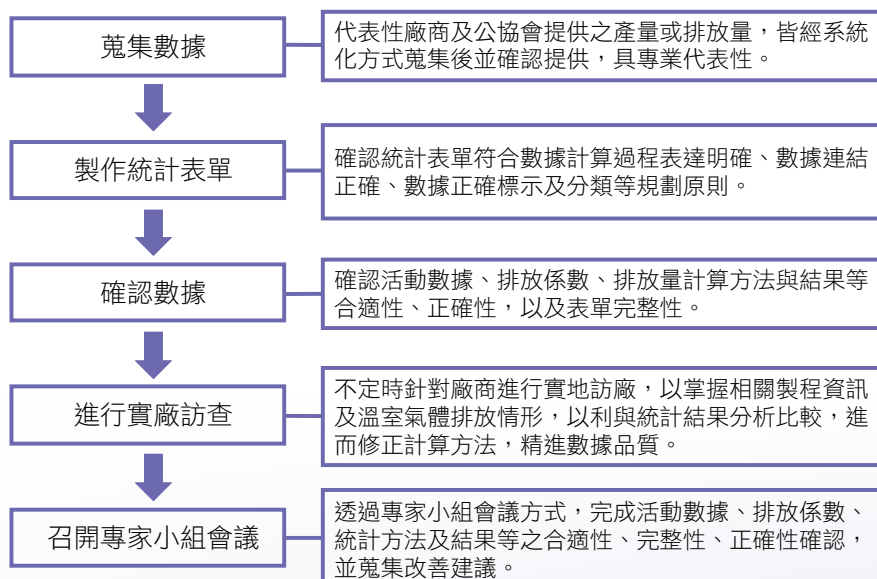 蒐集數據
代表性廠商及公協會提供之產量或排放量，皆經系統
化方式蒐集後並確認提供，具專業代表性。
製作統計表單
確認統計表單符合數據計算過程表達明確、數據連結
正確、數據正確標示及分類等規劃原則。
確認數據
確認活動數據、排放係數、排放量計算方法與結果等
合適性、正確性，以及表單完整性。
進行實廠訪查
不定時針對廠商進行實地訪廠，以掌握相關製程資訊
及溫室氣體排放情形，以利與統計結果分析比較，進
而修正計算方法，精進數據品質。
召開專家小組會議
透過專家小組會議方式，完成活動數據、排放係數、
統計方法及結果等之合適性、完整性、正確性確認，
並蒐集改善建議。